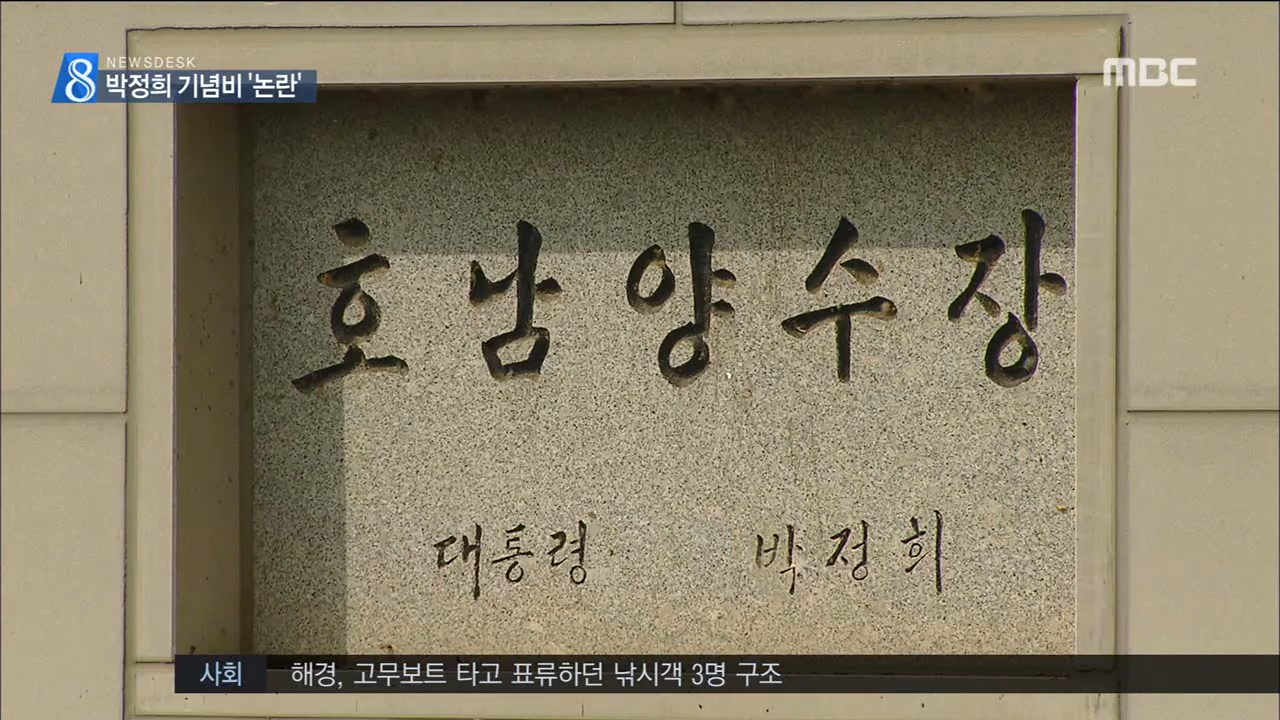 8 NEWSDESK
박정희 기념비 '논란'
MBC
호남양수장
대통령 박정희
사회 해경, 고무보트 타고 표류하던 낚시객 3명 구조